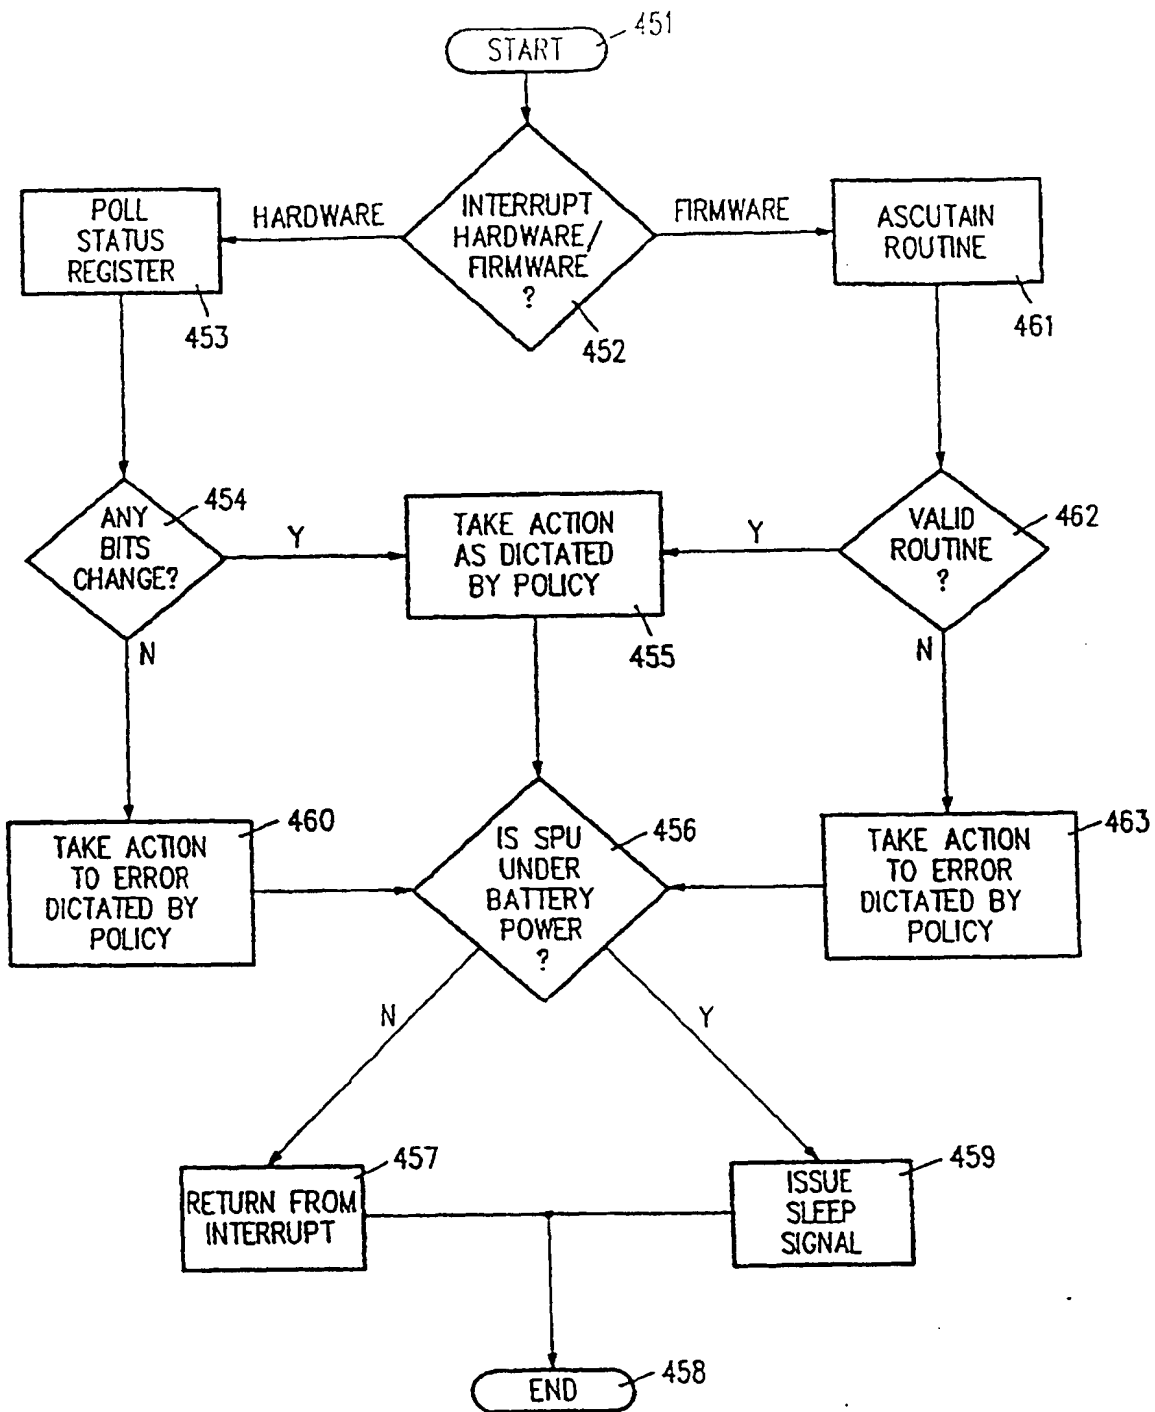 START
451
INTERRUPT
HARDWARE/
FIRMWARE
?
452
HARDWARE
FIRMWARE
POLL
STATUS
REGISTER
453
ASCUTAIN
ROUTINE
461
ANY
BITS
CHANGE?
454
Y
N
TAKE ACTION
AS DICTATED
BY POLICY
455
VALID
ROUTINE
?
462
Y
N
TAKE ACTION
TO ERROR
DICTATED BY
POLICY
460
IS SPU
UNDER
BATTERY
POWER
?
456
TAKE ACTION
TO ERROR
DICTATED BY
POLICY
463
N
Y
RETURN FROM
INTERRUPT
457
ISSUE
SLEEP
SIGNAL
459
END
458